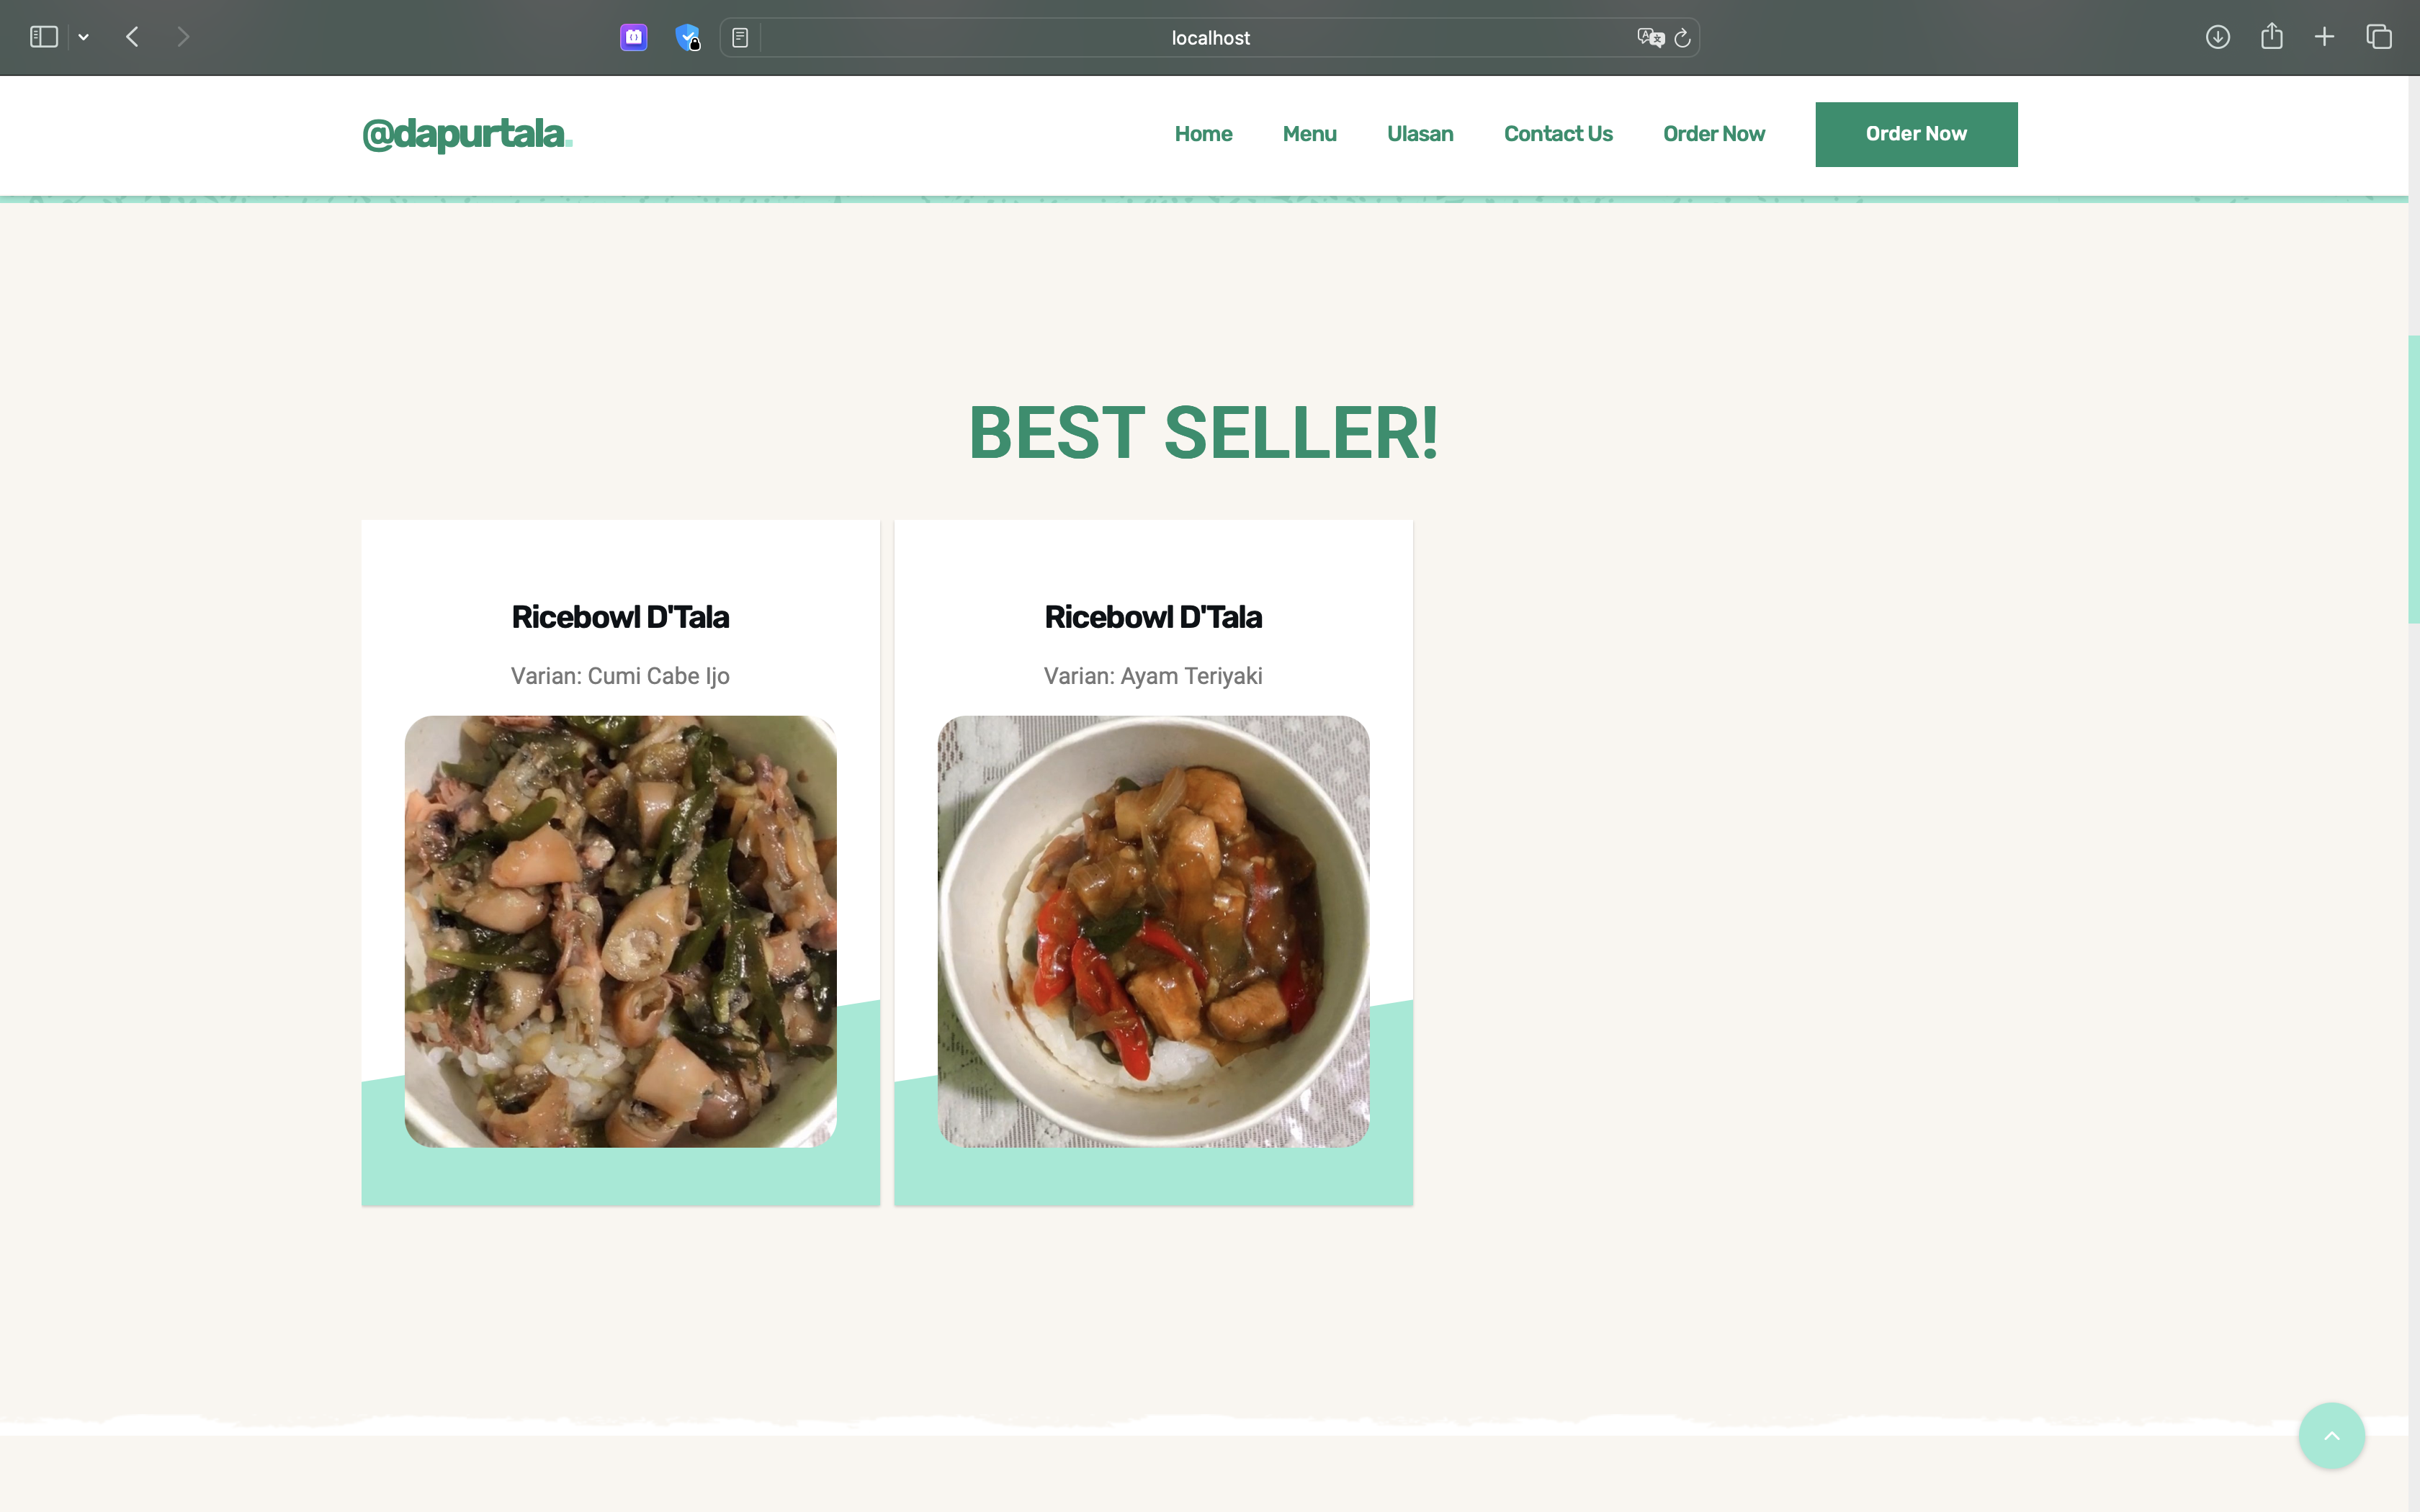 localhost
@dapurtala.
Home Menu Ulasan Contact Us Order Now Order Now
BEST SELLER!
Ricebowl D'Tala
Varian: Cumi Cabe Ijo
Ricebowl D'Tala
Varian: Ayam Teriyaki